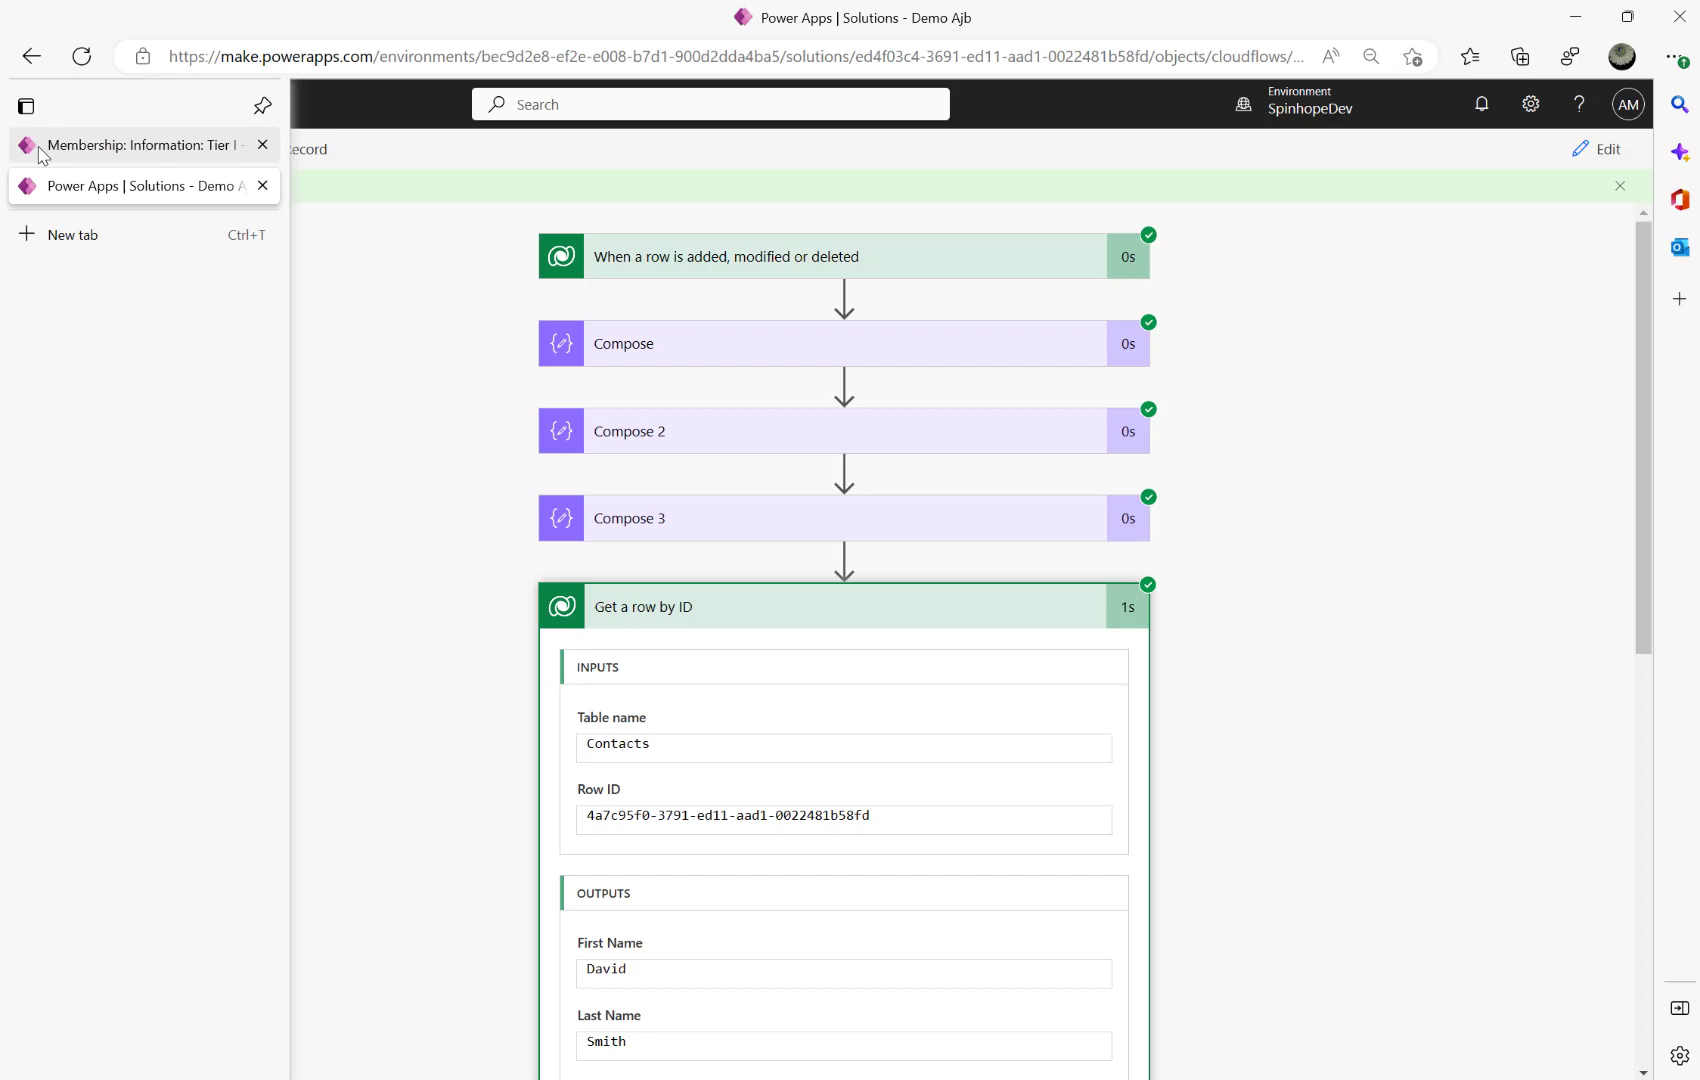 Power Apps | Solutions - Demo Ajb
https://make.powerapps.com/environments/bec9d2e8-ef2e-e008-b7d1-900d2dda4ba5/solutions/ed4f03c4-3691-ed11-aad1-0022481b58fd/objects/cloudflows/...
Search
Environment
SpinhopeDev
AM
Membership: Information: Tier I -
Power Apps | Solutions - Demo A
New tab
Ctrl+T
ecord
Edit
When a row is added, modified or deleted
0s
Compose
0s
Compose 2
0s
Compose 3
0s
Get a row by ID
1s
INPUTS
Table name
Contacts
Row ID
4a7c95f0-3791-ed11-aad1-0022481b58fd
OUTPUTS
First Name
David
Last Name
Smith